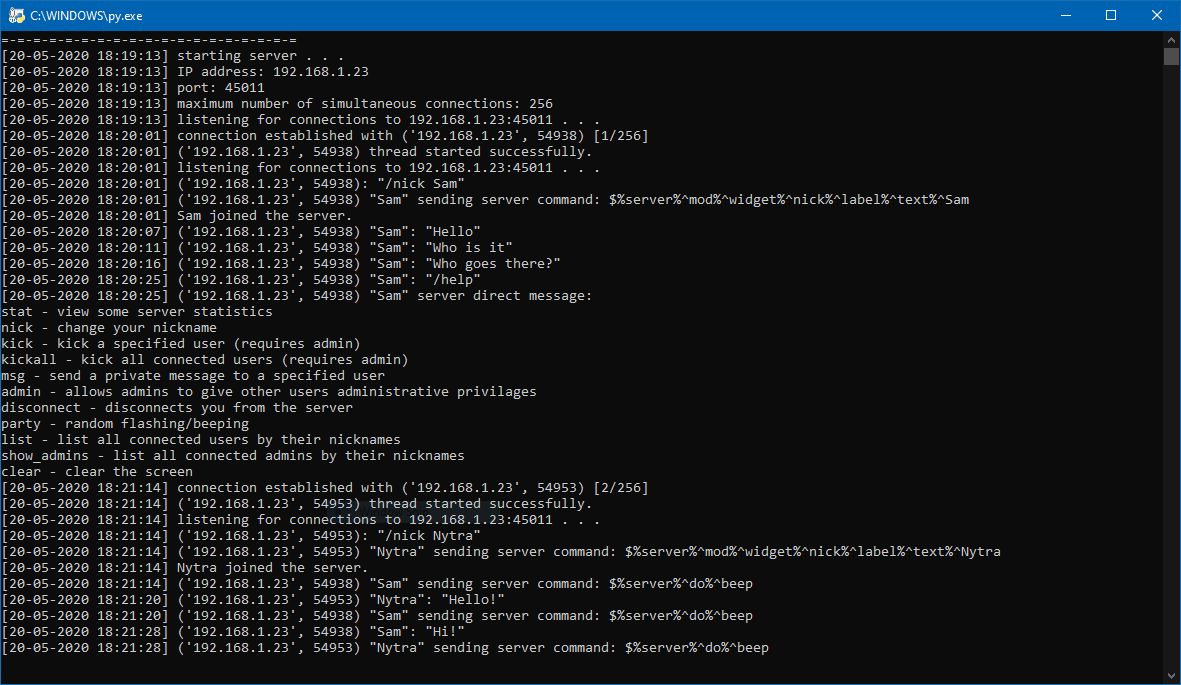 C:\WINDOWS\py.exe
=-=-=-=-=-=-=-=-=-=-=-=-=-=-=-=-=-=-=
[20-05-2020 18:19:13] starting server . . .
[20-05-2020 18:19:13] IP address: 192.168.1.23
[20-05-2020 18:19:13] port: 45011
[20-05-2020 18:19:13] maximum number of simultaneous connections: 256
[20-05-2020 18:19:13] listening for connections to 192.168.1.23:45011 . . .
[20-05-2020 18:20:01] connection established with ('192.168.1.23', 54938) [1/256]
[20-05-2020 18:20:01] ('192.168.1.23', 54938) thread started successfully.
[20-05-2020 18:20:01] listening for connections to 192.168.1.23:45011 . . .
[20-05-2020 18:20:01] ('192.168.1.23', 54938): "/nick Sam"
[20-05-2020 18:20:01] ('192.168.1.23', 54938) "Sam" sending server command: $%server%^mod%^widget%^nick%^label%^text%^Sam
[20-05-2020 18:20:01] Sam joined the server.
[20-05-2020 18:20:07] ('192.168.1.23', 54938) "Sam": "Hello"
[20-05-2020 18:20:11] ('192.168.1.23', 54938) "Sam": "Who is it"
[20-05-2020 18:20:16] ('192.168.1.23', 54938) "Sam": "Who goes there?"
[20-05-2020 18:20:25] ('192.168.1.23', 54938) "Sam": "/help"
[20-05-2020 18:20:25] ('192.168.1.23', 54938) "Sam" server direct message:
stat - view some server statistics
nick - change your nickname
kick - kick a specified user (requires admin)
kickall - kick all connected users (requires admin)
msg - send a private message to a specified user
admin - allows admins to give other users administrative privilages
disconnect - disconnects you from the server
party - random flashing/beeping
list - list all connected users by their nicknames
show_admins - list all connected admins by their nicknames
clear - clear the screen
[20-05-2020 18:21:14] connection established with ('192.168.1.23', 54953) [2/256]
[20-05-2020 18:21:14] ('192.168.1.23', 54953) thread started successfully.
[20-05-2020 18:21:14] listening for connections to 192.168.1.23:45011 . . .
[20-05-2020 18:21:14] ('192.168.1.23', 54953): "/nick Nytra"
[20-05-2020 18:21:14] ('192.168.1.23', 54953) "Nytra" sending server command: $%server%^mod%^widget%^nick%^label%^text%^Nytra
[20-05-2020 18:21:14] Nytra joined the server.
[20-05-2020 18:21:14] ('192.168.1.23', 54938) "Sam" sending server command: $%server%^do%^beep
[20-05-2020 18:21:20] ('192.168.1.23', 54953) "Nytra": "Hello!"
[20-05-2020 18:21:20] ('192.168.1.23', 54938) "Sam" sending server command: $%server%^do%^beep
[20-05-2020 18:21:28] ('192.168.1.23', 54938) "Sam": "Hi!"
[20-05-2020 18:21:28] ('192.168.1.23', 54953) "Nytra" sending server command: $%server%^do%^beep